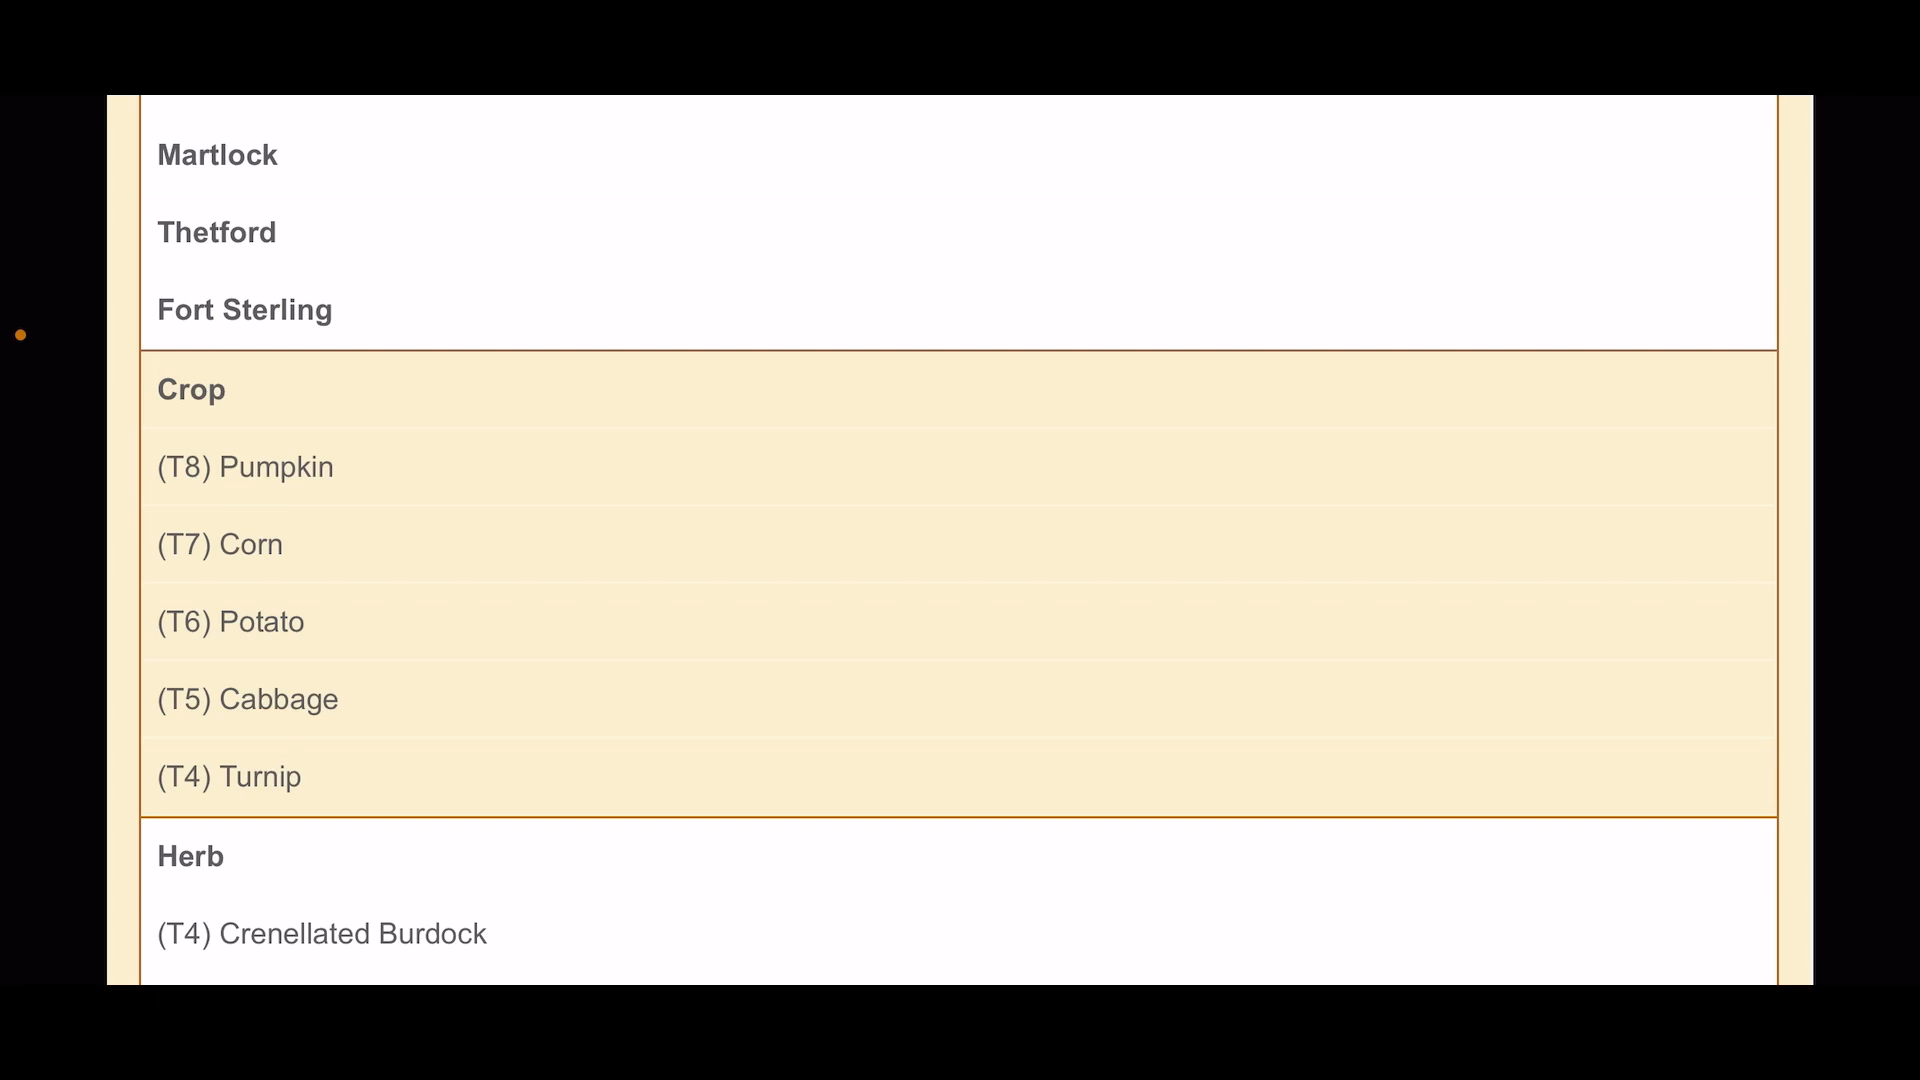 Martlock
Thetford
Fort Sterling
Crop
(T8) Pumpkin
(T7) Corn
(T6) Potato
(T5) Cabbage
(T4) Turnip
Herb
(T4) Crenellated Burdock